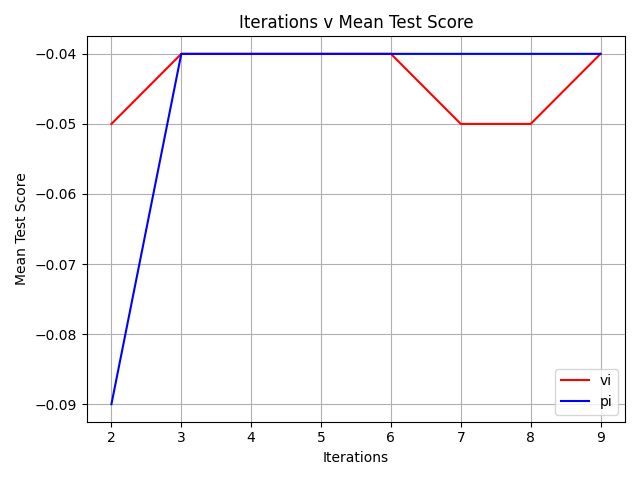 Iterations v Mean Test Score
Mean Test Score
−0.04
−0.05
−0.06
−0.07
−0.08
−0.09
2 3 4 5 6 7 8 9
Iterations
vi
pi